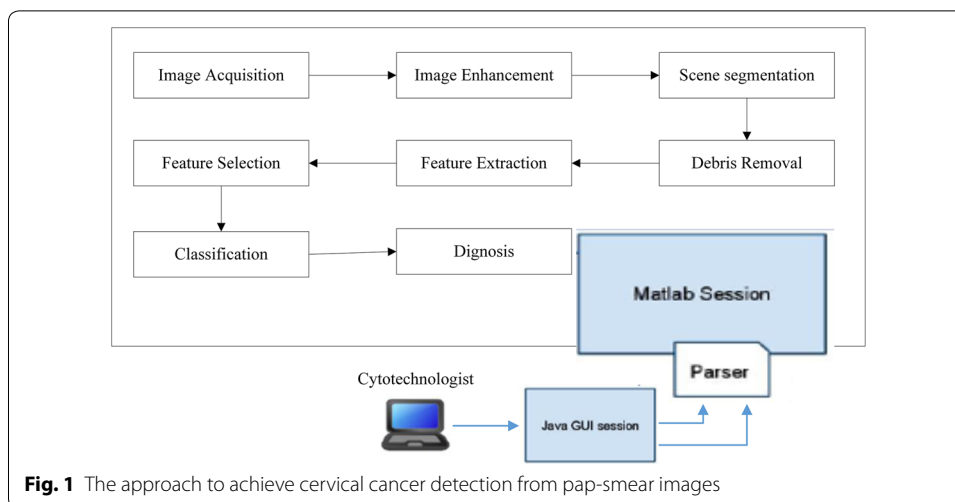 Image Acquisition
Image Enhancement
Scene segmentation
Feature Selection
Feature Extraction
Debris Removal
Classification
Dignosis
Matlab Session
Parser
Cytotechnologist
Java GUI session
Fig. 1 The approach to achieve cervical cancer detection from pap-smear images